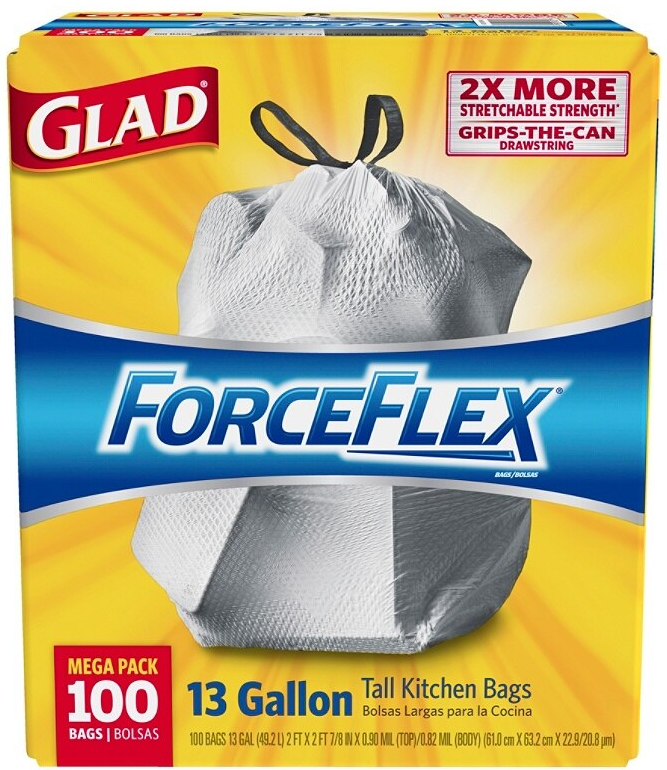 GLAD®
2X MORE
STRETCHABLE STRENGTH*
GRIPS-THE-CAN
DRAWSTRING
FORCEFLEX®
BAGS/BOLSAS
MEGA PACK
100
BAGS | BOLSAS
13 Gallon
Tall Kitchen Bags
Bolsas Largas para la Cocina
100 BAGS 13 GAL (49.2 L) 2 FT X 2 FT 7/8 IN X 0.90 MIL (TOP)/0.82 MIL (BODY) (61.0 cm X 63.2 cm X 22.9/20.8 µm)